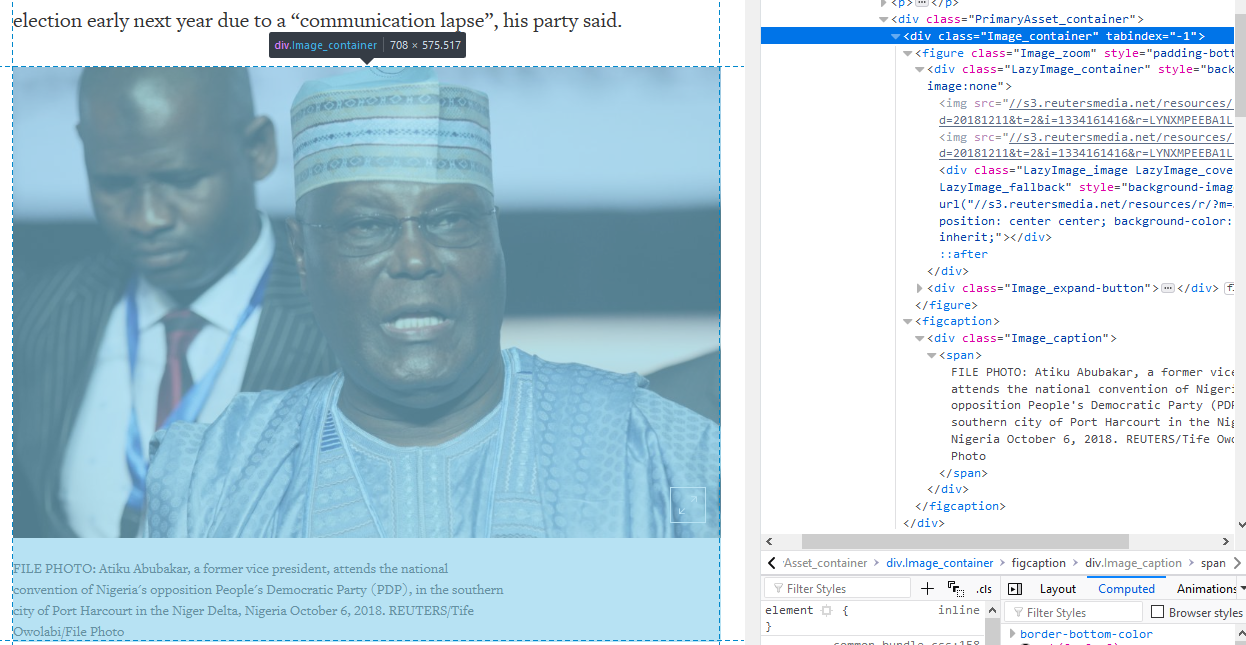 election early next year due to a “communication lapse”, his party said.
div.Image_container 708 × 575.517
FILE PHOTO: Atiku Abubakar, a former vice president, attends the national
convention of Nigeria´s opposition People´s Democratic Party (PDP), in the southern
city of Port Harcourt in the Niger Delta, Nigeria October 6, 2018. REUTERS/Tife
Owolabi/File Photo
<p> ⋯ </p>
<div class="PrimaryAsset_container">
<div class="Image_container" tabindex="-1">
<figure class="Image_zoom" style="padding-bott
<div class="LazyImage_container" style="back
image:none">
<img src="//s3.reutersmedia.net/resources/
d=20181211&t=2&i=1334161416&r=LYNXMPEEBA1L
<img src="//s3.reutersmedia.net/resources/
d=20181211&t=2&i=1334161416&r=LYNXMPEEBA1L
<div class="LazyImage_image LazyImage_cove
LazyImage_fallback" style="background-imag
url("//s3.reutersmedia.net/resources/r/?m=
position: center center; background-color:
inherit;"></div>
::after
</div>
<div class="Image_expand-button"> ⋯ </div>
</figure>
<figcaption>
<div class="Image_caption">
<span>
FILE PHOTO: Atiku Abubakar, a former vice
attends the national convention of Nigeri
opposition People's Democratic Party (PDP
southern city of Port Harcourt in the Nig
Nigeria October 6, 2018. REUTERS/Tife Owo
Photo
</span>
</div>
</figcaption>
</div>
Asset_container div.Image_container figcaption div.Image_caption span
Filter Styles + .cls Layout Computed Animations
element { inline
}
common.bundle.css:158
Filter Styles Browser styles
border-bottom-color